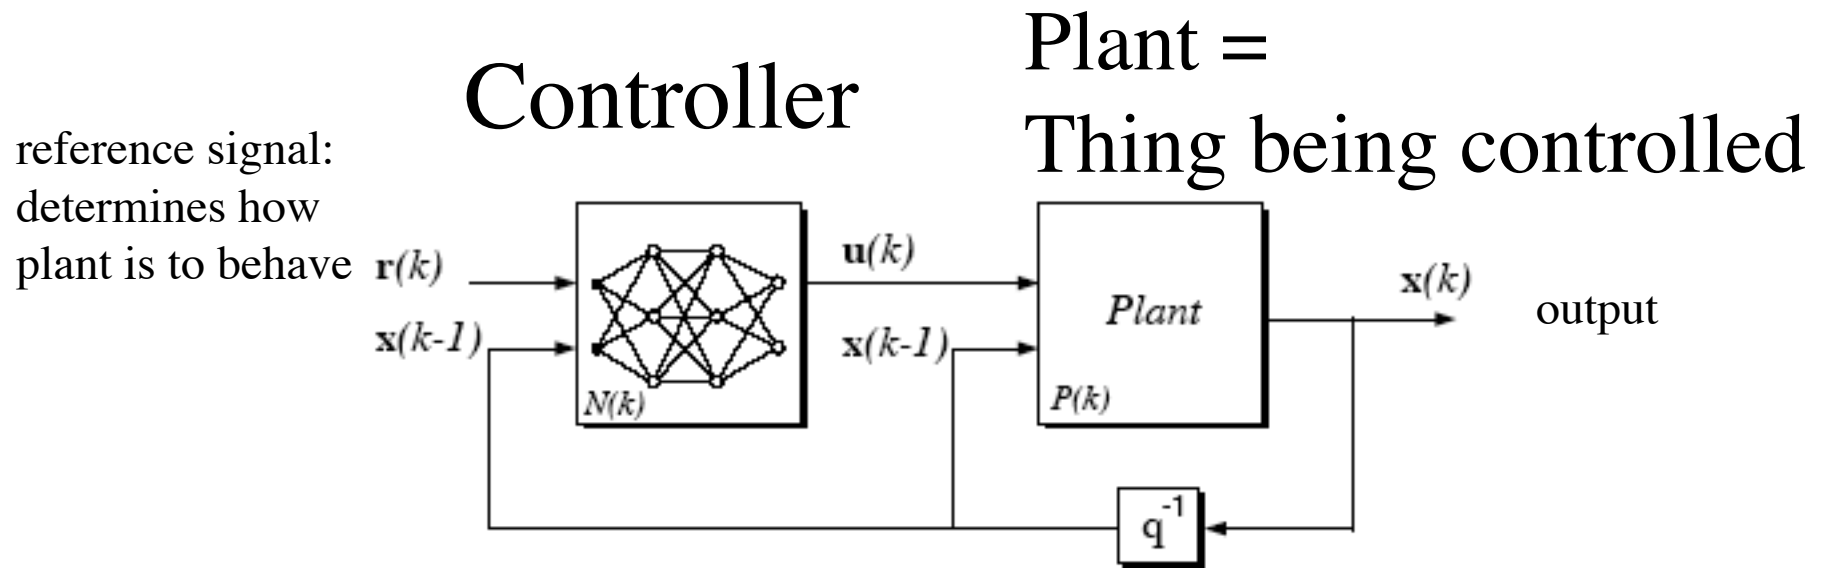 Controller
Plant =
Thing being controlled
reference signal:
determines how
plant is to behave
r(k)
x(k-1)
N(k)
u(k)
x(k-1)
Plant
P(k)
x(k)
output
q-1